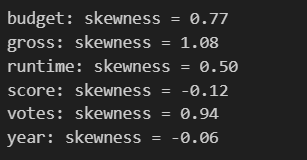 budget: skewness = 0.77
gross: skewness = 1.08
runtime: skewness = 0.50
score: skewness = -0.12
votes: skewness = 0.94
year: skewness = -0.06